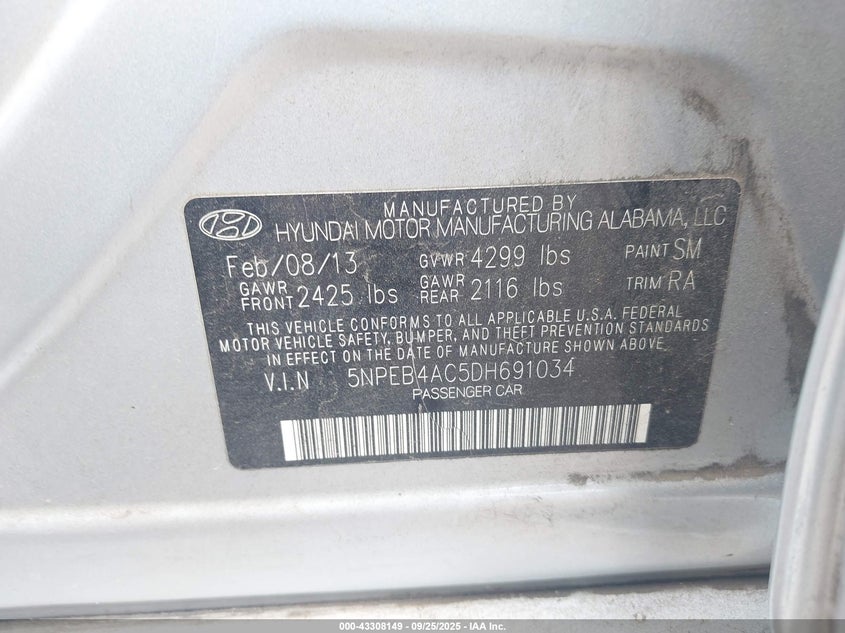 MANUFACTURED BY
HYUNDAI MOTOR MANUFACTURING ALABAMA, LLC
Feb/08/13 GVWR 4299 lbs PAINT SM
GAWR FRONT 2425 lbs GAWR REAR 2116 lbs TRIM RA
THIS VEHICLE CONFORMS TO ALL APPLICABLE U.S.A. FEDERAL
MOTOR VEHICLE SAFETY, BUMPER, AND THEFT PREVENTION STANDARDS
IN EFFECT ON THE DATE OF MANUFACTURE SHOWN ABOVE.
V.I.N 5NPEB4AC5DH691034
PASSENGER CAR
000-43308149 - 09/25/2025 - IAA Inc.